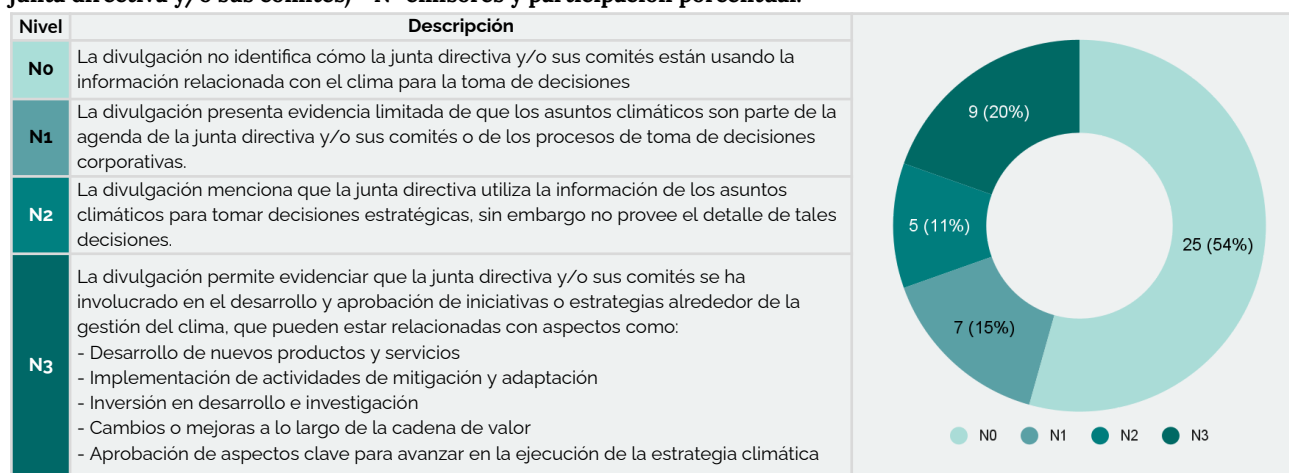 junta directiva y/o sus comités) - N° emisores y participación porcentual.
Nivel Descripción
N0 La divulgación no identifica cómo la junta directiva y/o sus comités están usando la
información relacionada con el clima para la toma de decisiones
La divulgación presenta evidencia limitada de que los asuntos climáticos son parte de la
N1 agenda de la junta directiva y/o sus comités o de los procesos de toma de decisiones
corporativas.
La divulgación menciona que la junta directiva utiliza la información de los asuntos
N2 climáticos para tomar decisiones estratégicas, sin embargo no provee el detalle de tales
decisiones.
La divulgación permite evidenciar que la junta directiva y/o sus comités se ha
involucrado en el desarrollo y aprobación de iniciativas o estrategias alrededor de la
gestión del clima, que pueden estar relacionadas con aspectos como:
N3
- Desarrollo de nuevos productos y servicios
- Implementación de actividades de mitigación y adaptación
- Inversión en desarrollo e investigación
- Cambios o mejoras a lo largo de la cadena de valor
- Aprobación de aspectos clave para avanzar en la ejecución de la estrategia climática
9 (20%)
5 (11%)
25 (54%)
7 (15%)
N0 N1 N2 N3